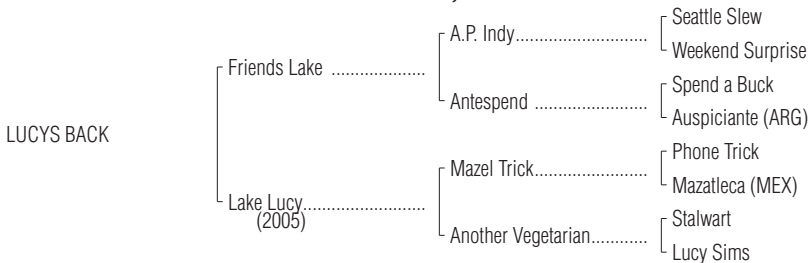 Seattle Slew
A.P. Indy..............................
Weekend Surprise
Friends Lake .....................
Spend a Buck
Antespend ..........................
Auspiciante (ARG)
LUCYS BACK
Phone Trick
Mazel Trick..........................
Mazatleca (MEX)
Lake Lucy...........................
(2005)
Stalwart
Another Vegetarian............
Lucy Sims